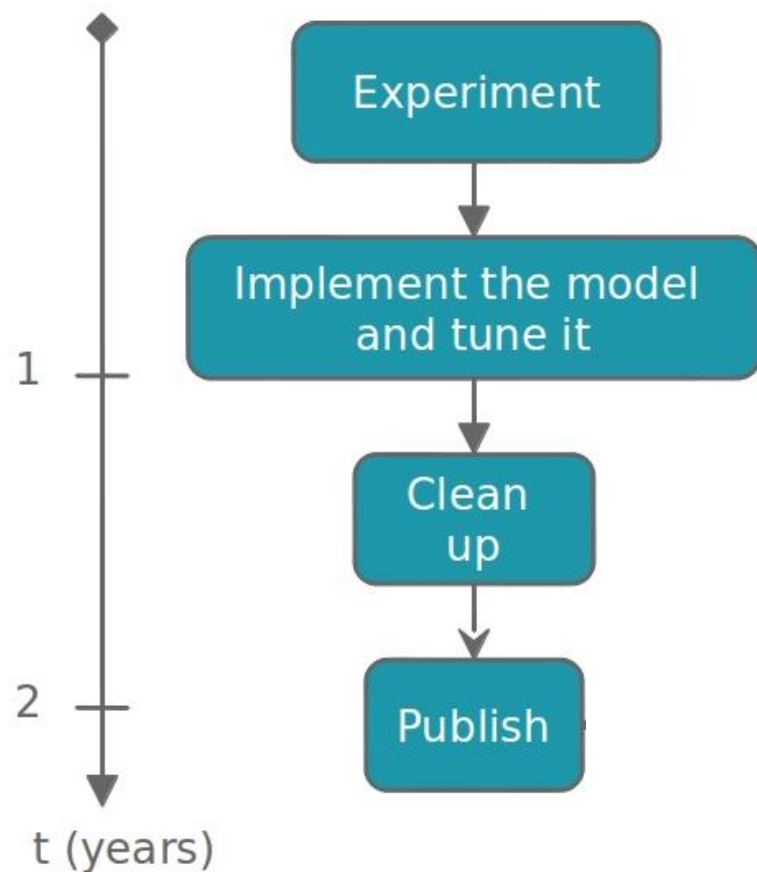 Experiment
Implement the model
and tune it
1
Clean
up
2
Publish
t (years)